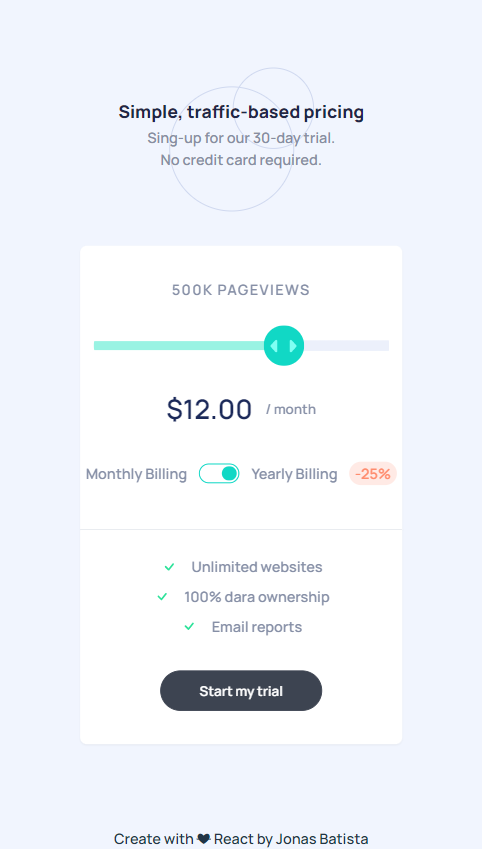 Simple, traffic-based pricing
Sing-up for our 30-day trial.
No credit card required.
500K PAGEVIEWS
$12.00 / month
Monthly Billing Yearly Billing -25%
Unlimited websites
100% dara ownership
Email reports
Start my trial
Create with ❤ React by Jonas Batista